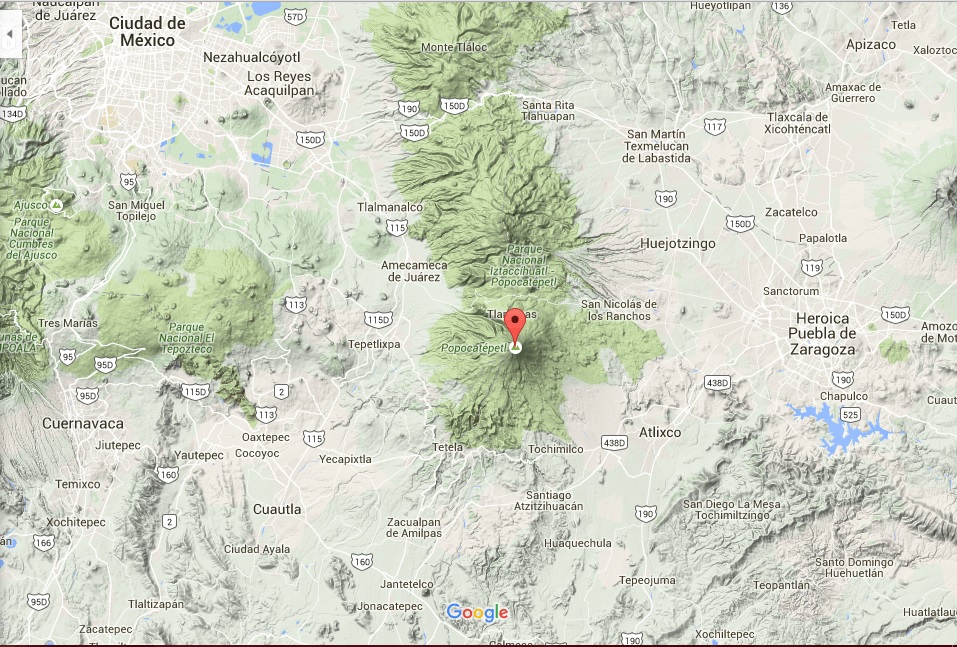 Naucalpan
de Juárez
Ciudad de
México
57D
Hueyotlipan
136
Tetla
Monte Tláloc
Apizaco
Xaloztoc
Nezahualcóyotl
Los Reyes
Acaquilpan
Amaxac de
Guerrero
134D
190
150D
Santa Rita
Tlahuapan
Tlaxcala de
Xicohténcatl
150D
150D
117
San Martín
Texmelucan
de Labastida
95
Ajusco
Parque
Nacional
Cumbres
del Ajusco
San Miguel
Topilejo
Tlalmanalco
115
190
Zacatelco
150D
Papalotla
Huejotzingo
Parque
Nacional
Iztaccíhuatl-
Popocatépetl
Amecameca
de Juárez
119
Sanctorum
113
115D
San Nicolás de
los Ranchos
Heroica
Puebla de
Zaragoza
150D
Amozoc
de Mot
Tres Marías
Parque
Nacional El
Tepozteco
Tepetlixpa
Popocatépetl
95
95D
95D
115D
2
113
438D
190
Chapulco
525
Cuaut
Cuernavaca
Jiutepec
Oaxtepec
Cocoyoc
Yautepec
115
Yecapixtla
Tetela
Tochimilco
438D
Atlixco
160
Temixco
Santiago
Atzitzihuacán
San Diego La Mesa
Tochimiltzingo
Xochitepec
2
Cuautla
190
166
Zacualpan
de Amilpas
Huaquechula
Ciudad Ayala
160
Santo Domingo
Huehuetlán
Jantetelco
Tepeojuma
Teopantlán
95D
Tlaltizapán
Jonacatepec
Google
Huatlatlau
Zacatepec
190
Xochiltepec